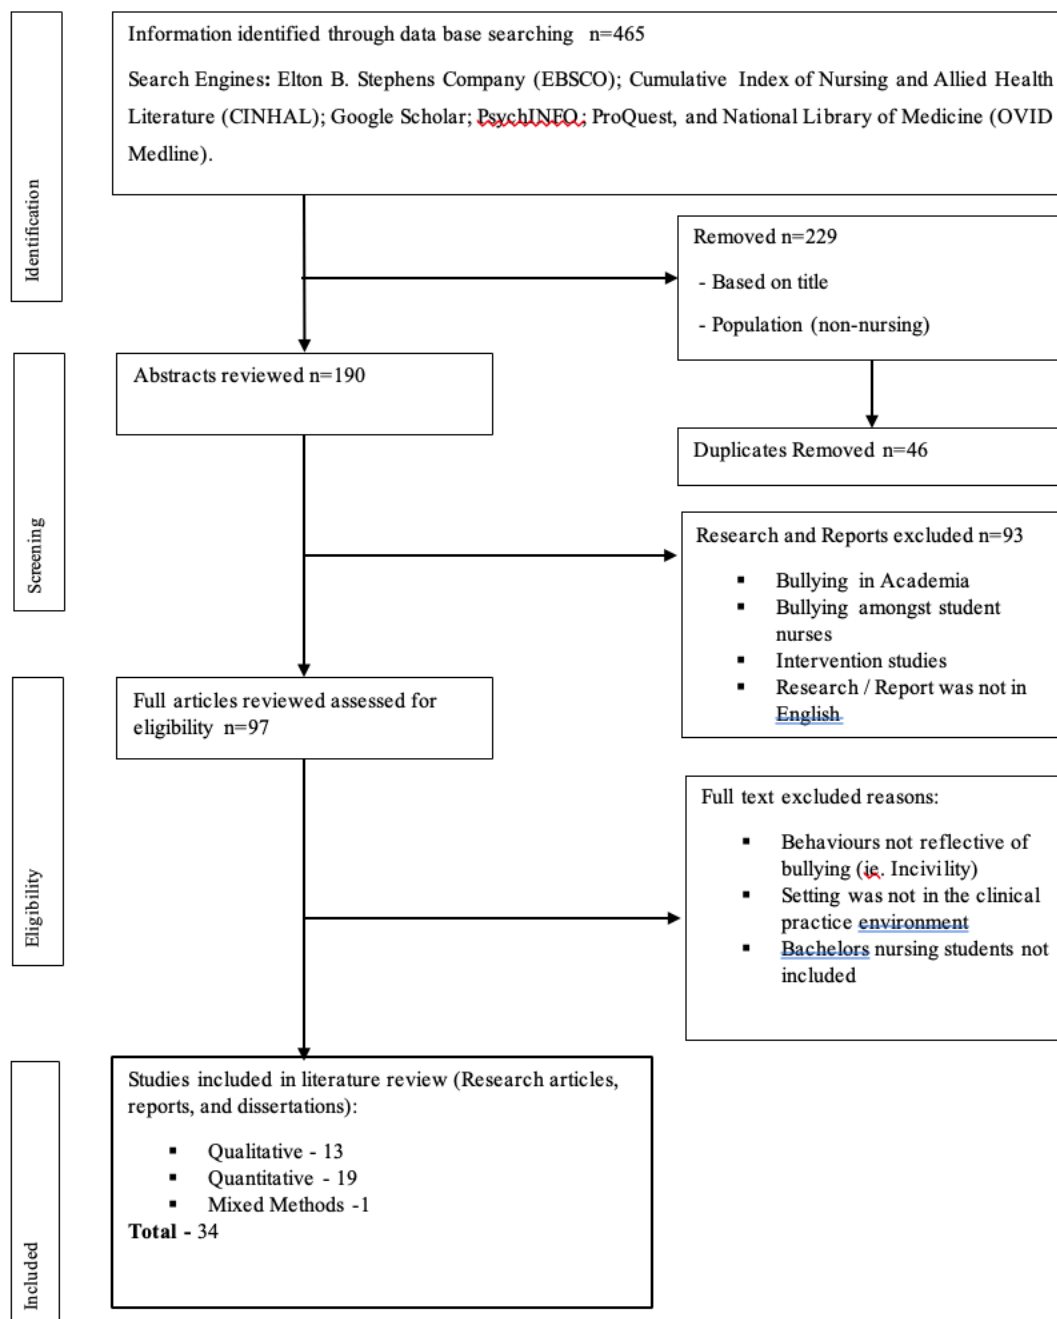 Identification
Information identified through data base searching n=465
Search Engines: Elton B. Stephens Company (EBSCO); Cumulative Index of Nursing and Allied Health
Literature (CINHAL); Google Scholar; PsychINFO; ProQuest, and National Library of Medicine (OVID
Medline).
Removed n=229
- Based on title
- Population (non-nursing)
Screening
Abstracts reviewed n=190
Duplicates Removed n=46
Research and Reports excluded n=93
▪ Bullying in Academia
▪ Bullying amongst student
nurses
▪ Intervention studies
▪ Research / Report was not in
English
Eligibility
Full articles reviewed assessed for
eligibility n=97
Full text excluded reasons:
▪ Behaviours not reflective of
bullying (ie. Incivility)
▪ Setting was not in the clinical
practice environment
▪ Bachelors nursing students not
included
Included
Studies included in literature review (Research articles,
reports, and dissertations):
▪ Qualitative - 13
▪ Quantitative - 19
▪ Mixed Methods -1
Total - 34